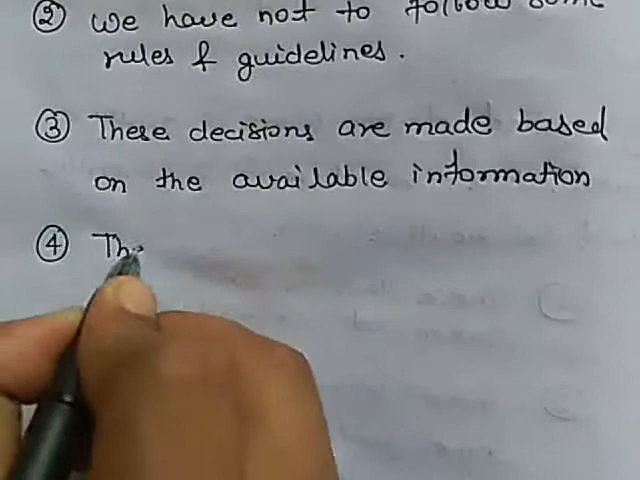 ② We have not to follow some
rules & guidelines.
③ These decisions are made based
on the available information
④ Th